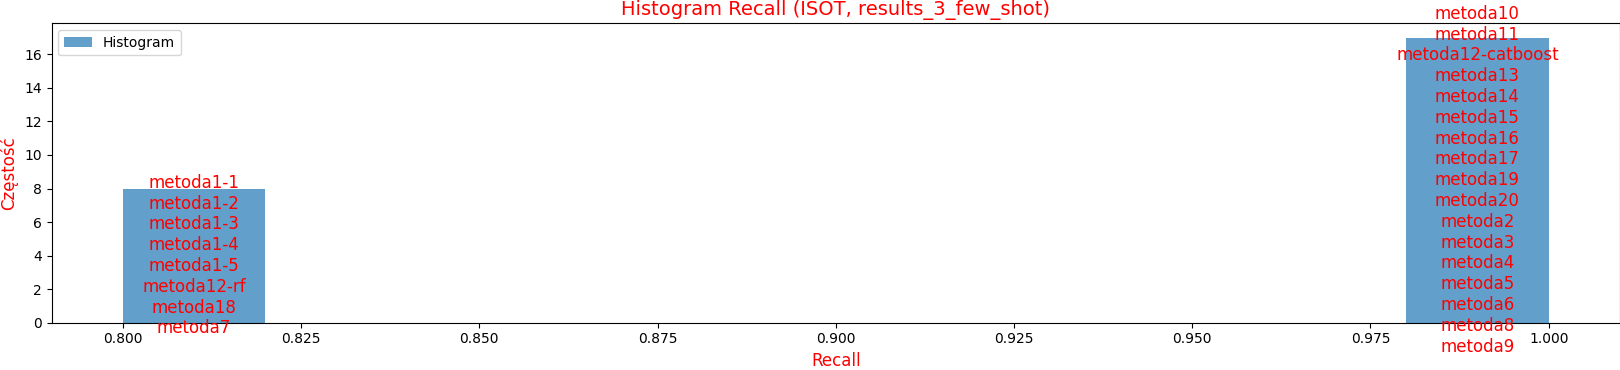 Histogram Recall (ISOT, results_3_few_shot)
Histogram
Częstość
16
14
12
10
8
6
4
2
0
metoda1-1
metoda1-2
metoda1-3
metoda1-4
metoda1-5
metoda12-rf
metoda18
metoda7
metoda10
metoda11
metoda12-catboost
metoda13
metoda14
metoda15
metoda16
metoda17
metoda19
metoda20
metoda2
metoda3
metoda4
metoda5
metoda6
metoda8
metoda9
0.800 0.825 0.850 0.875 0.900 0.925 0.950 0.975 1.000
Recall